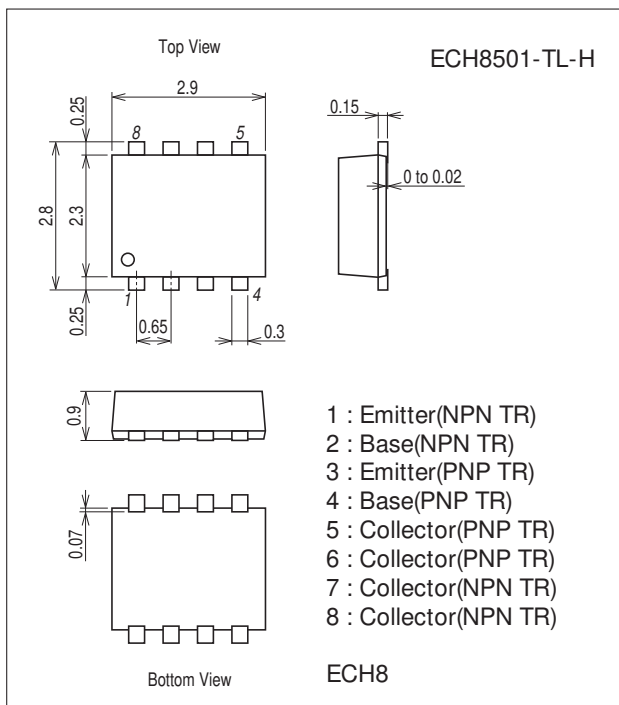 Top View
ECH8501-TL-H
2.9
0.25
0.15
8
5
0 to 0.02
2.8
2.3
1
4
0.65
0.3
0.25
0.9
1 : Emitter(NPN TR)
2 : Base(NPN TR)
3 : Emitter(PNP TR)
4 : Base(PNP TR)
5 : Collector(PNP TR)
6 : Collector(PNP TR)
7 : Collector(NPN TR)
8 : Collector(NPN TR)
0.07
Bottom View
ECH8